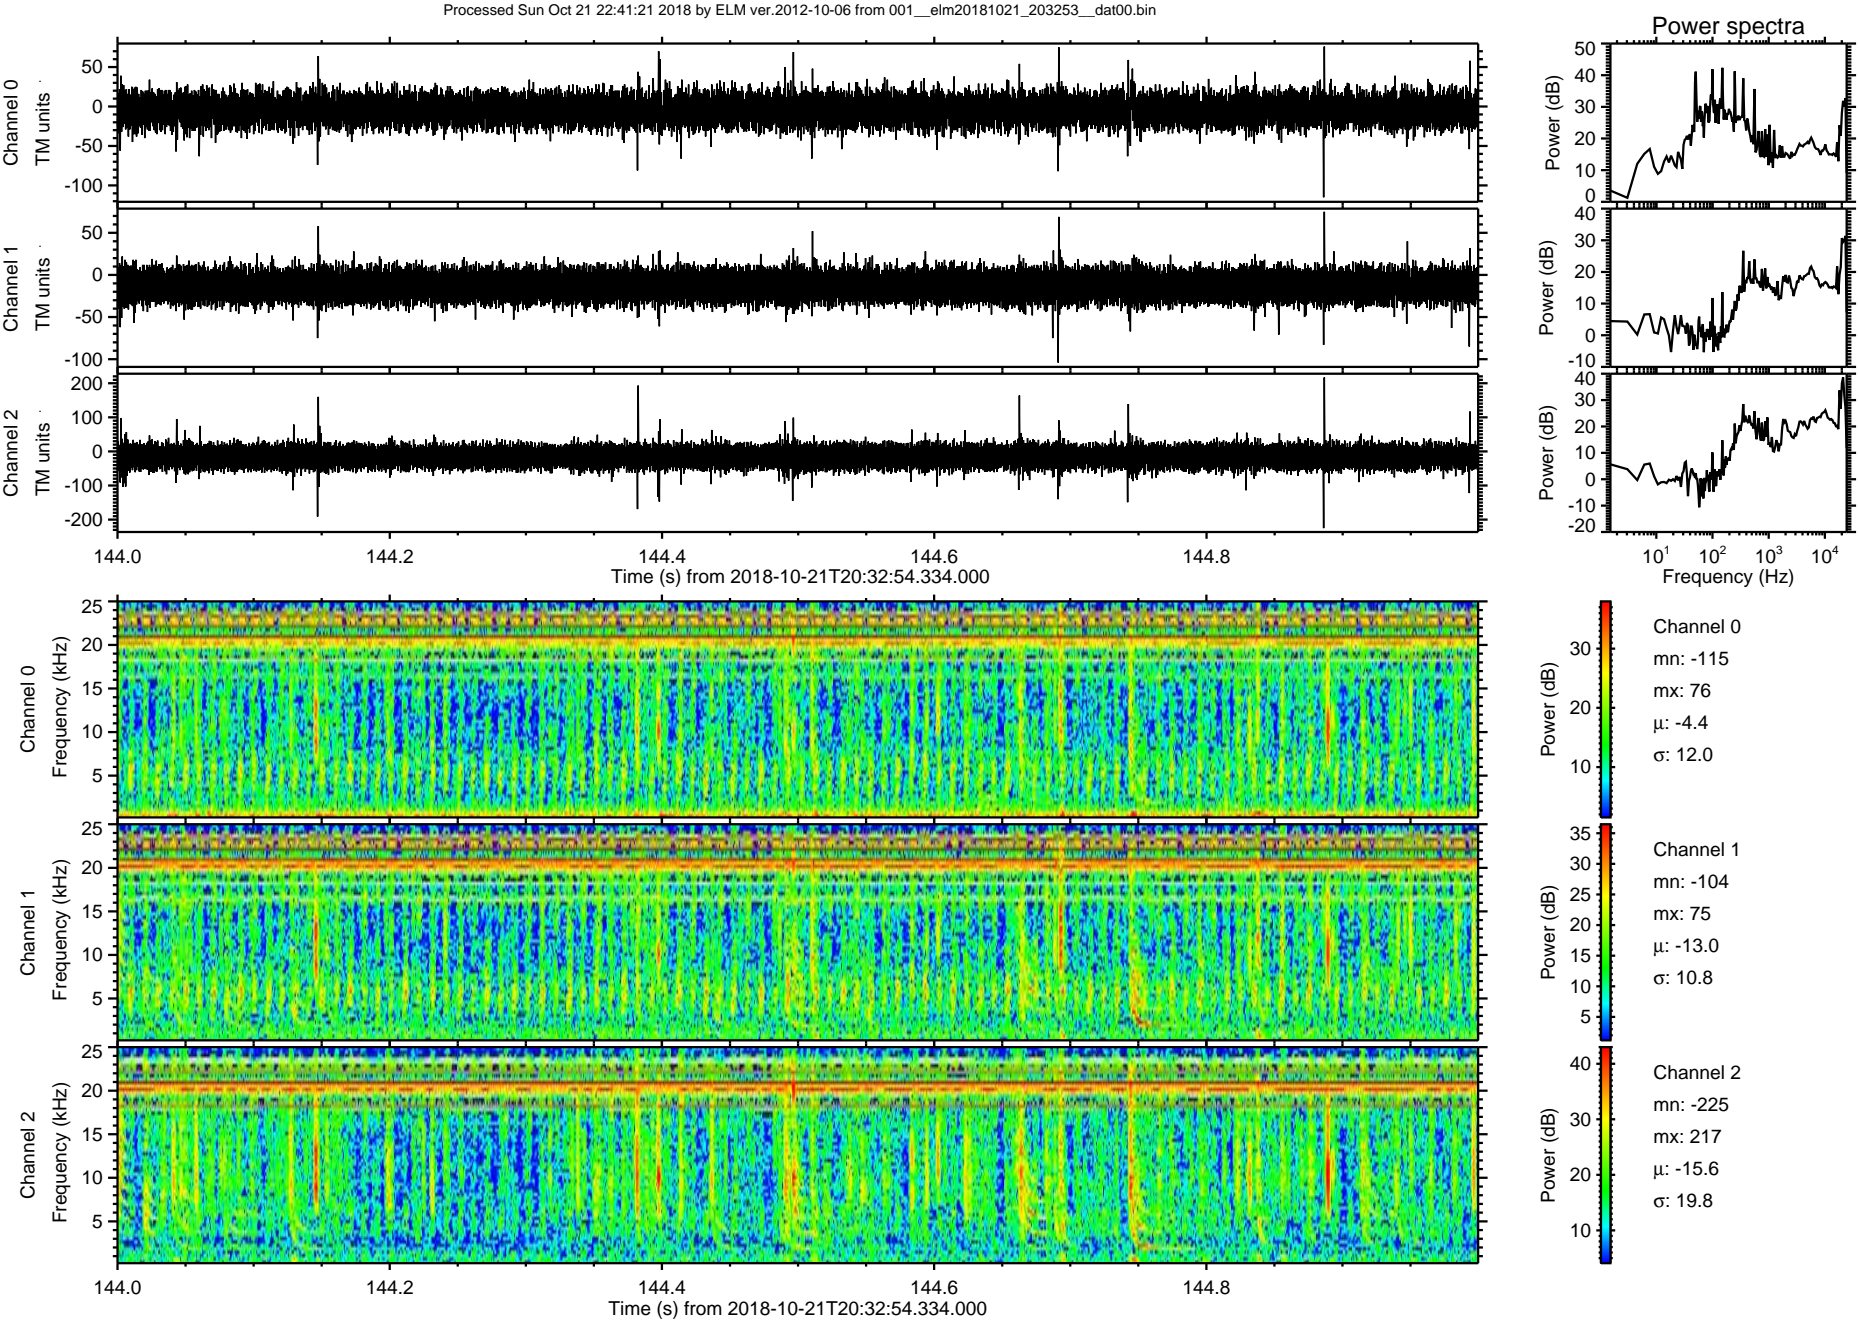 Processed Sun Oct 21 22:41:21 2018 by ELM ver.2012-10-06 from 001__elm20181021_203253__dat00.bin
Power spectra
Channel 0
TM units
50
0
-50
-100
Power (dB)
50
40
30
20
10
0
Channel 1
TM units
50
0
-50
-100
Power (dB)
40
30
20
10
0
-10
Channel 2
TM units
200
100
0
-100
-200
Power (dB)
40
30
20
10
0
-10
-20
144.0 144.2 144.4 144.6 144.8
Time (s) from 2018-10-21T20:32:54.334.000
10¹ 10² 10³ 10⁴
Frequency (Hz)
Channel 0
Frequency (kHz)
25
20
15
10
5
Power (dB)
30
20
10
Channel 0
mn: -115
mx: 76
μ: -4.4
σ: 12.0
Channel 1
Frequency (kHz)
25
20
15
10
5
Power (dB)
35
30
25
20
15
10
5
Channel 1
mn: -104
mx: 75
μ: -13.0
σ: 10.8
Channel 2
Frequency (kHz)
25
20
15
10
5
Power (dB)
40
30
20
10
Channel 2
mn: -225
mx: 217
μ: -15.6
σ: 19.8
144.0 144.2 144.4 144.6 144.8
Time (s) from 2018-10-21T20:32:54.334.000